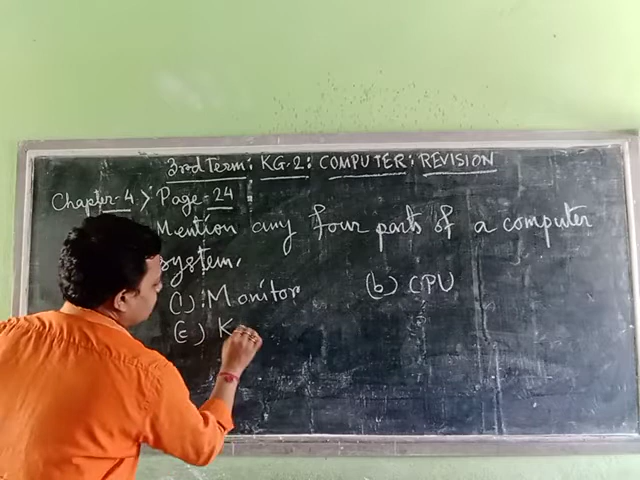 3rd Term: KG-2: COMPUTER: REVISION
Chapter-4 > Page-24
Mention any four parts of a computer
system.
(i) Monitor (b) CPU
(c) K